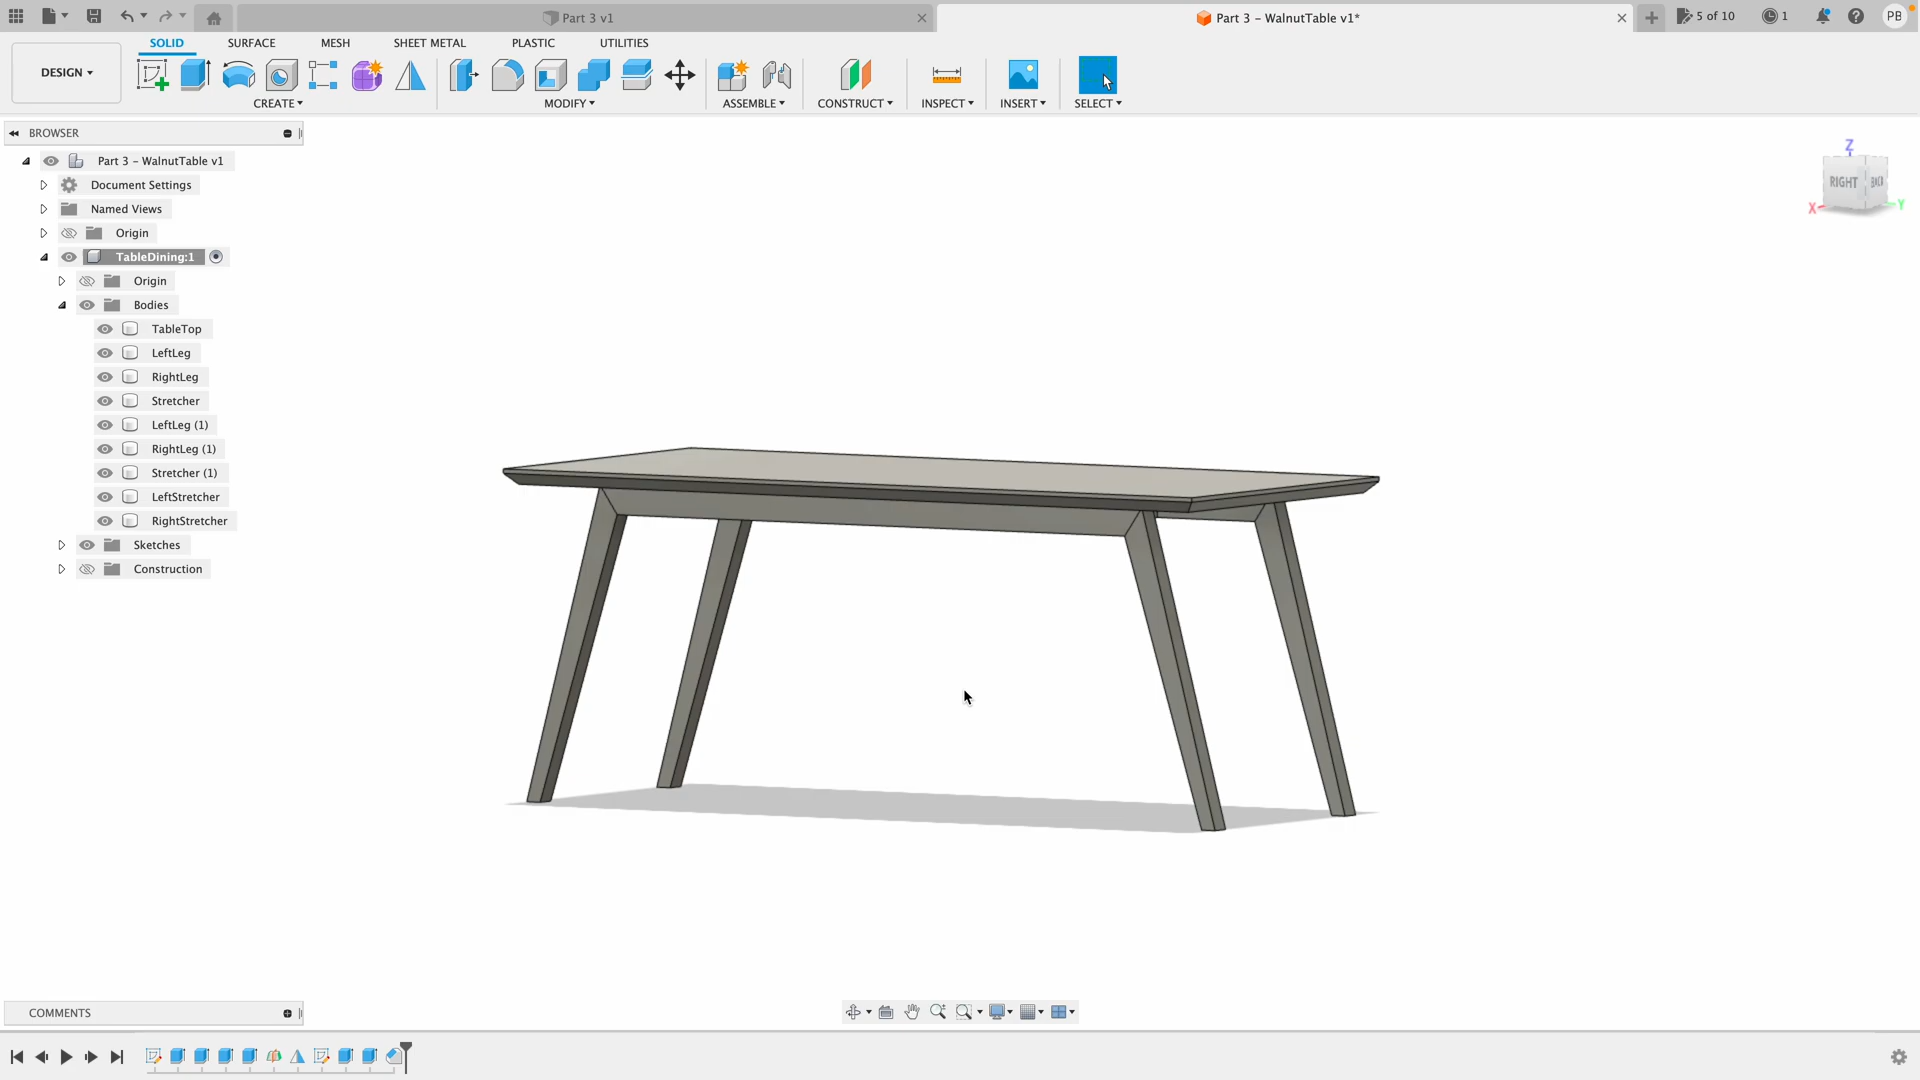 Part 3 v1
Part 3 - WalnutTable v1*
5 of 10
1
PB
DESIGN
SOLID
SURFACE
MESH
SHEET METAL
PLASTIC
UTILITIES
CREATE
MODIFY
ASSEMBLE
CONSTRUCT
INSPECT
INSERT
SELECT
BROWSER
Part 3 - WalnutTable v1
Document Settings
Named Views
Origin
TableDining:1
Origin
Bodies
TableTop
LeftLeg
RightLeg
Stretcher
LeftLeg (1)
RightLeg (1)
Stretcher (1)
LeftStretcher
RightStretcher
Sketches
Construction
Z
RIGHT
BACK
X
Y
COMMENTS